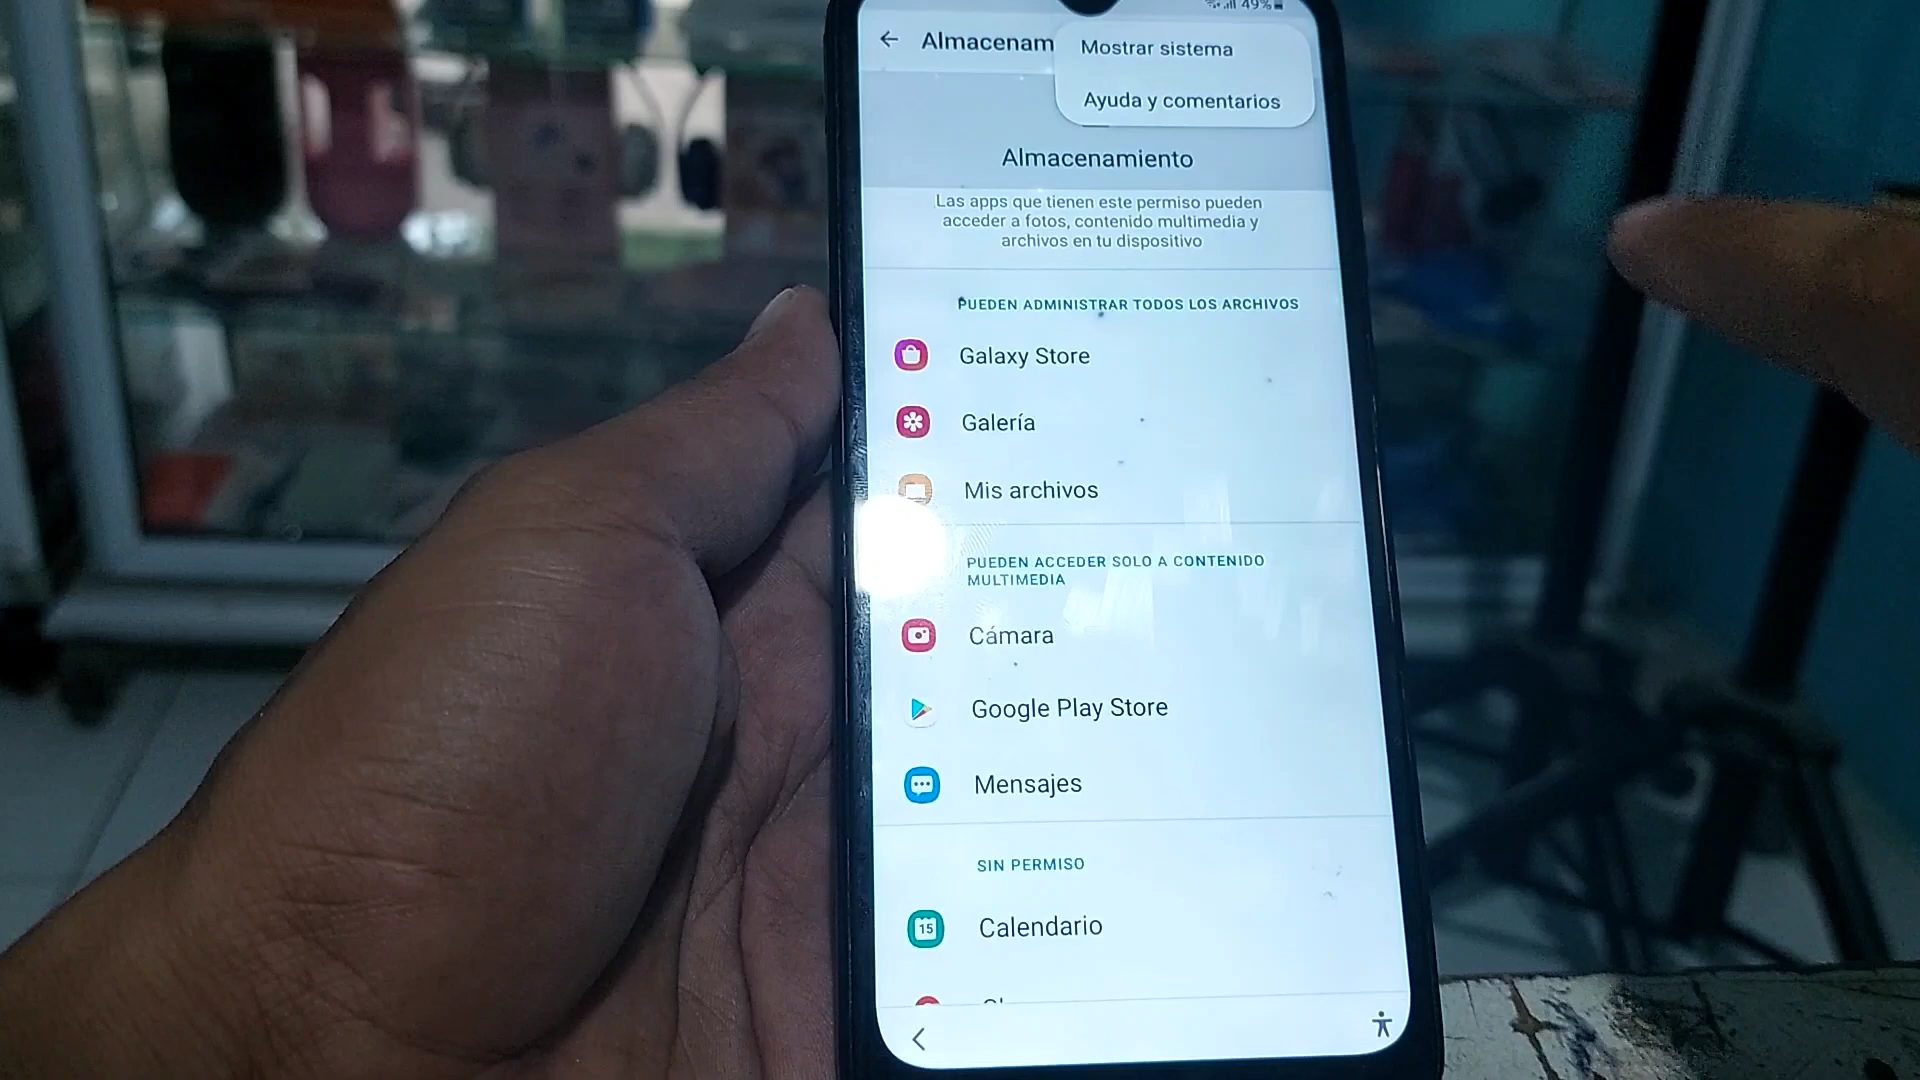 49%
Almacenam
Mostrar sistema
Ayuda y comentarios
Almacenamiento
Las apps que tienen este permiso pueden
acceder a fotos, contenido multimedia y
archivos en tu dispositivo
PUEDEN ADMINISTRAR TODOS LOS ARCHIVOS
Galaxy Store
Galería
Mis archivos
PUEDEN ACCEDER SOLO A CONTENIDO
MULTIMEDIA
Cámara
Google Play Store
Mensajes
SIN PERMISO
15
Calendario